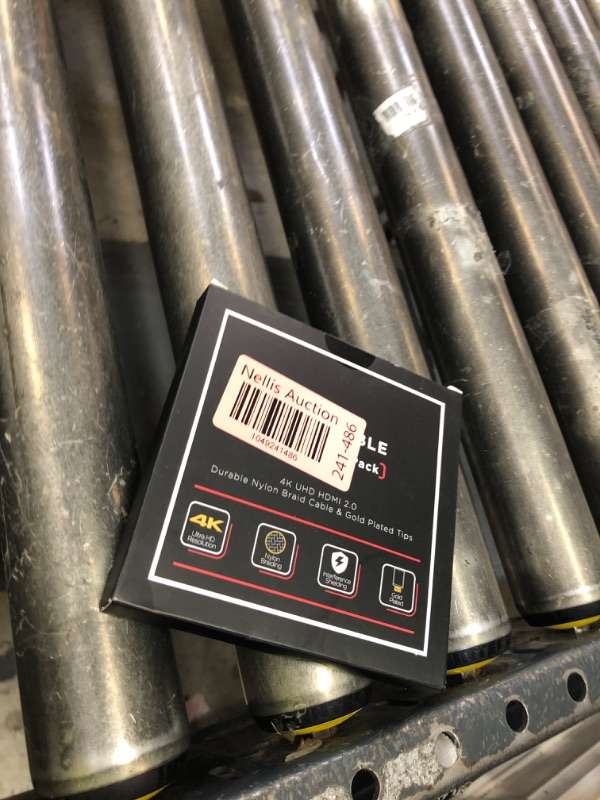 Nellis Auction
1049241486
241-486
BLE
Pack]
4K UHD HDMI 2.0
Durable Nylon Braid Cable & Gold Plated Tips
4K
Ultra HD
Resolution
Nylon
Braiding
Interference
Shielding
Gold
Plated